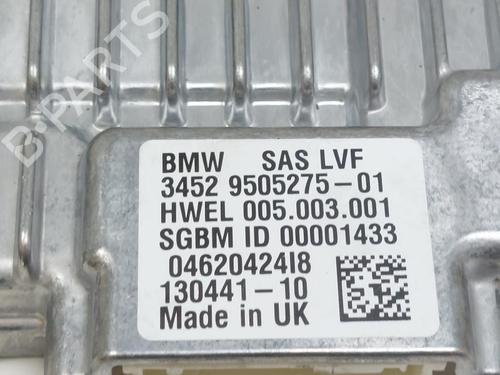 B-PARTS
BMW SAS LVF
3452 9505275-01
HWEL 005.003.001
SGBM ID 00001433
04620424I8
130441-10
Made in UK